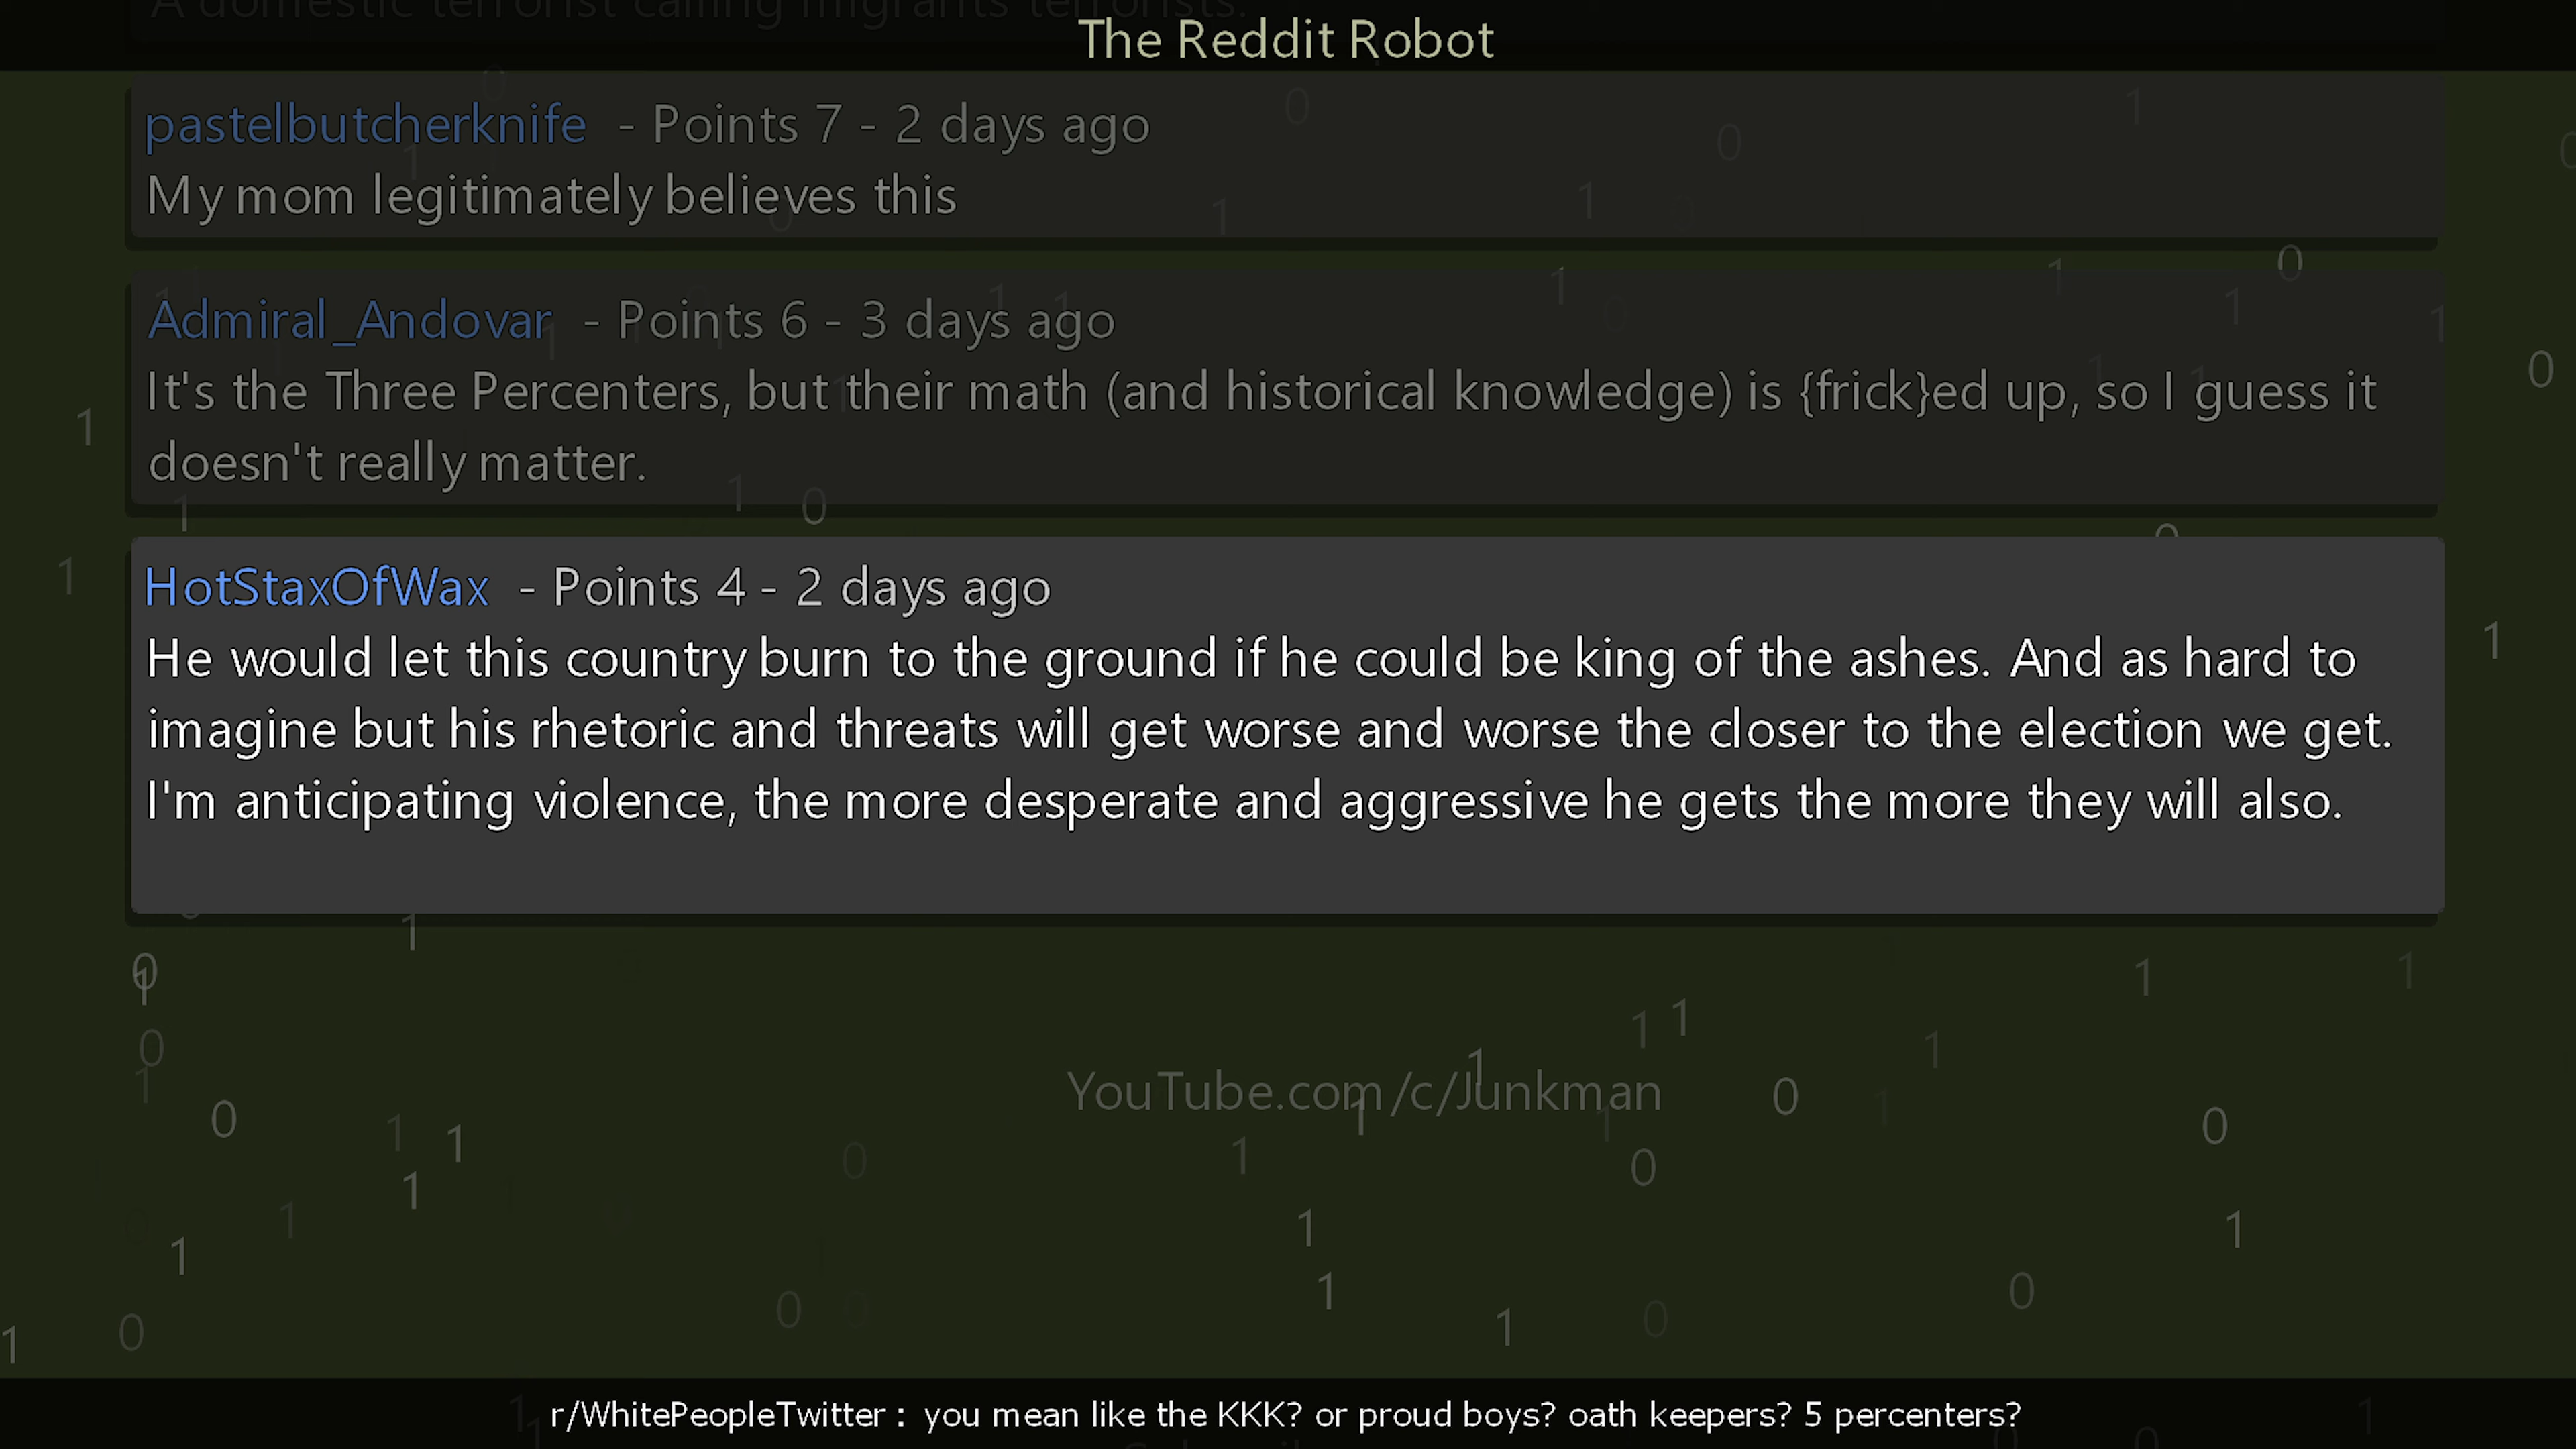 A domestic terrorist calling migrants terrorists.
The Reddit Robot
pastelbutcherknife - Points 7 - 2 days ago
My mom legitimately believes this
Admiral_Andovar - Points 6 - 3 days ago
It's the Three Percenters, but their math (and historical knowledge) is {frick}ed up, so I guess it
doesn't really matter.
HotStaxOfWax - Points 4 - 2 days ago
He would let this country burn to the ground if he could be king of the ashes. And as hard to
imagine but his rhetoric and threats will get worse and worse the closer to the election we get.
I'm anticipating violence, the more desperate and aggressive he gets the more they will also.
YouTube.com/c/Junkman
r/WhitePeopleTwitter : you mean like the KKK? or proud boys? oath keepers? 5 percenters?